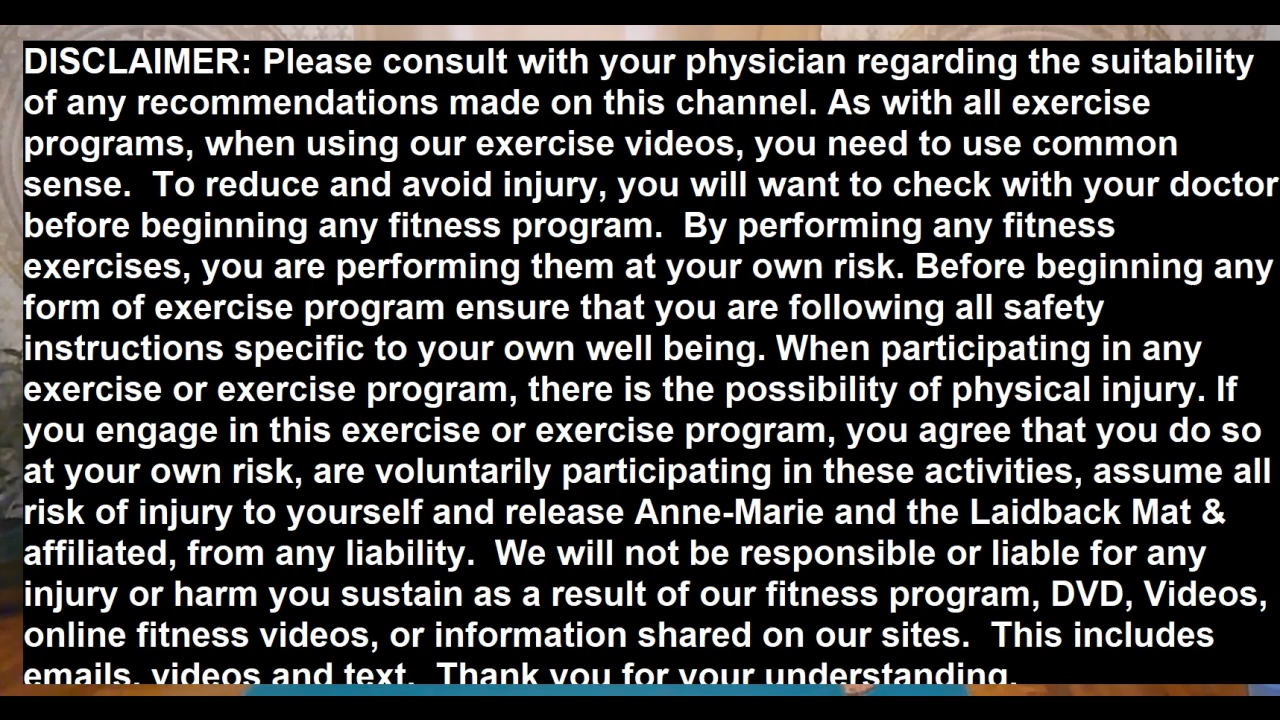 DISCLAIMER: Please consult with your physician regarding the suitability
of any recommendations made on this channel. As with all exercise
programs, when using our exercise videos, you need to use common
sense.  To reduce and avoid injury, you will want to check with your doctor
before beginning any fitness program.  By performing any fitness
exercises, you are performing them at your own risk. Before beginning any
form of exercise program ensure that you are following all safety
instructions specific to your own well being. When participating in any
exercise or exercise program, there is the possibility of physical injury. If
you engage in this exercise or exercise program, you agree that you do so
at your own risk, are voluntarily participating in these activities, assume all
risk of injury to yourself and release Anne-Marie and the Laidback Mat &
affiliated, from any liability.  We will not be responsible or liable for any
injury or harm you sustain as a result of our fitness program, DVD, Videos,
online fitness videos, or information shared on our sites.  This includes
emails, videos and text.  Thank you for your understanding.